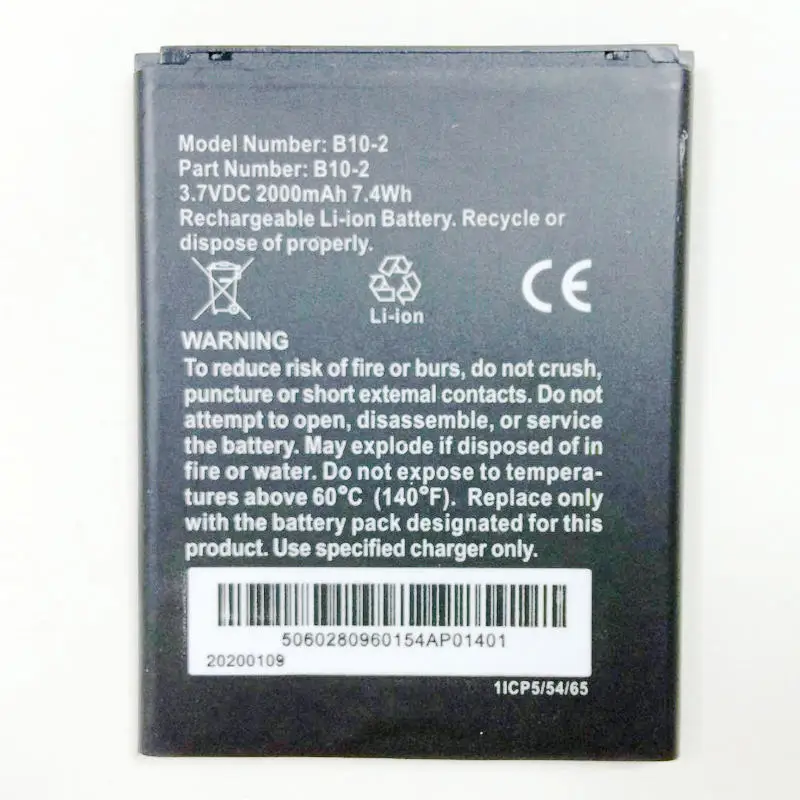 Model Number: B10-2
Part Number: B10-2
3.7VDC 2000mAh 7.4Wh
Rechargeable Li-ion Battery. Recycle or
dispose of properly.
CE
Li-ion
WARNING
To reduce risk of fire or burs, do not crush,
puncture or short external contacts. Do not
attempt to open, disassemble, or service
the battery. May explode if disposed of in
fire or water. Do not expose to tempera-
tures above 60°C (140°F). Replace only
with the battery pack designated for this
product. Use specified charger only.
5060280960154AP01401
20200109
1ICP5/54/65